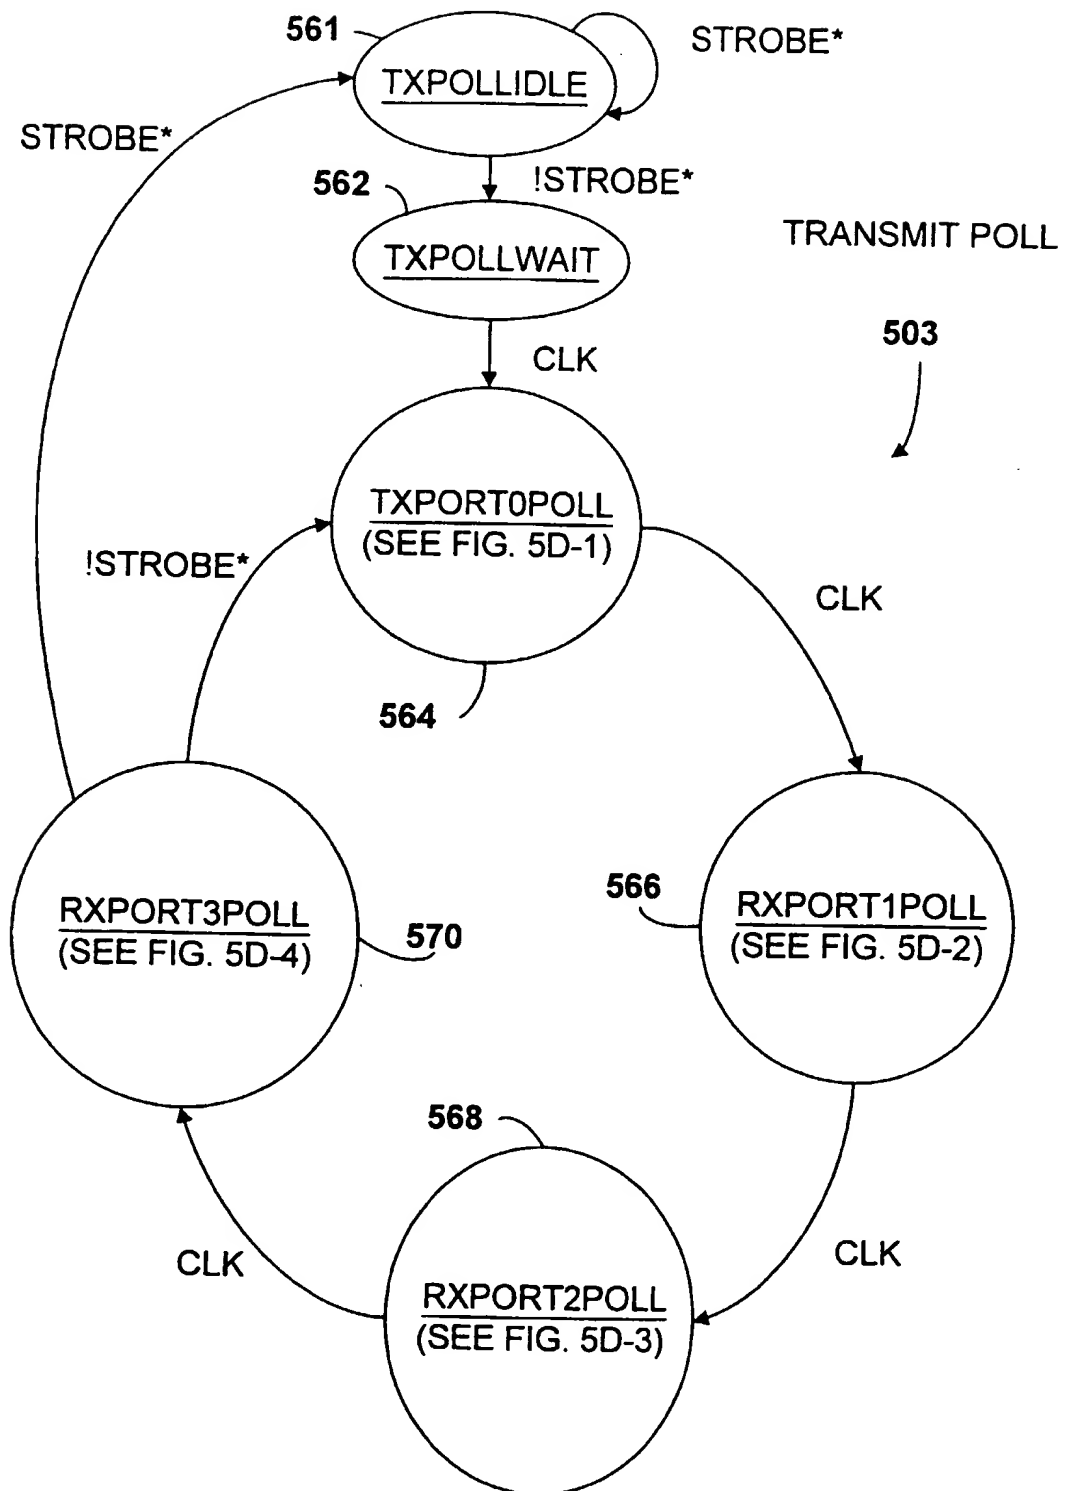 561
STROBE*
TXPOLLIDLE
STROBE*
562
!STROBE*
TRANSMIT POLL
TXPOLLWAIT
503
CLK
TXPORT0POLL
(SEE FIG. 5D-1)
!STROBE*
CLK
564
566
RXPORT3POLL
(SEE FIG. 5D-4)
570
RXPORT1POLL
(SEE FIG. 5D-2)
568
CLK
CLK
RXPORT2POLL
(SEE FIG. 5D-3)